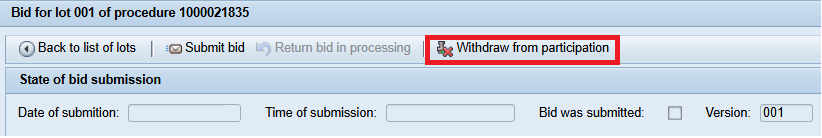 Bid for lot 001 of procedure 1000021835
Back to list of lots Submit bid Return bid in processing Withdraw from participation
State of bid submission
Date of submition: Time of submission: Bid was submitted: Version: 001